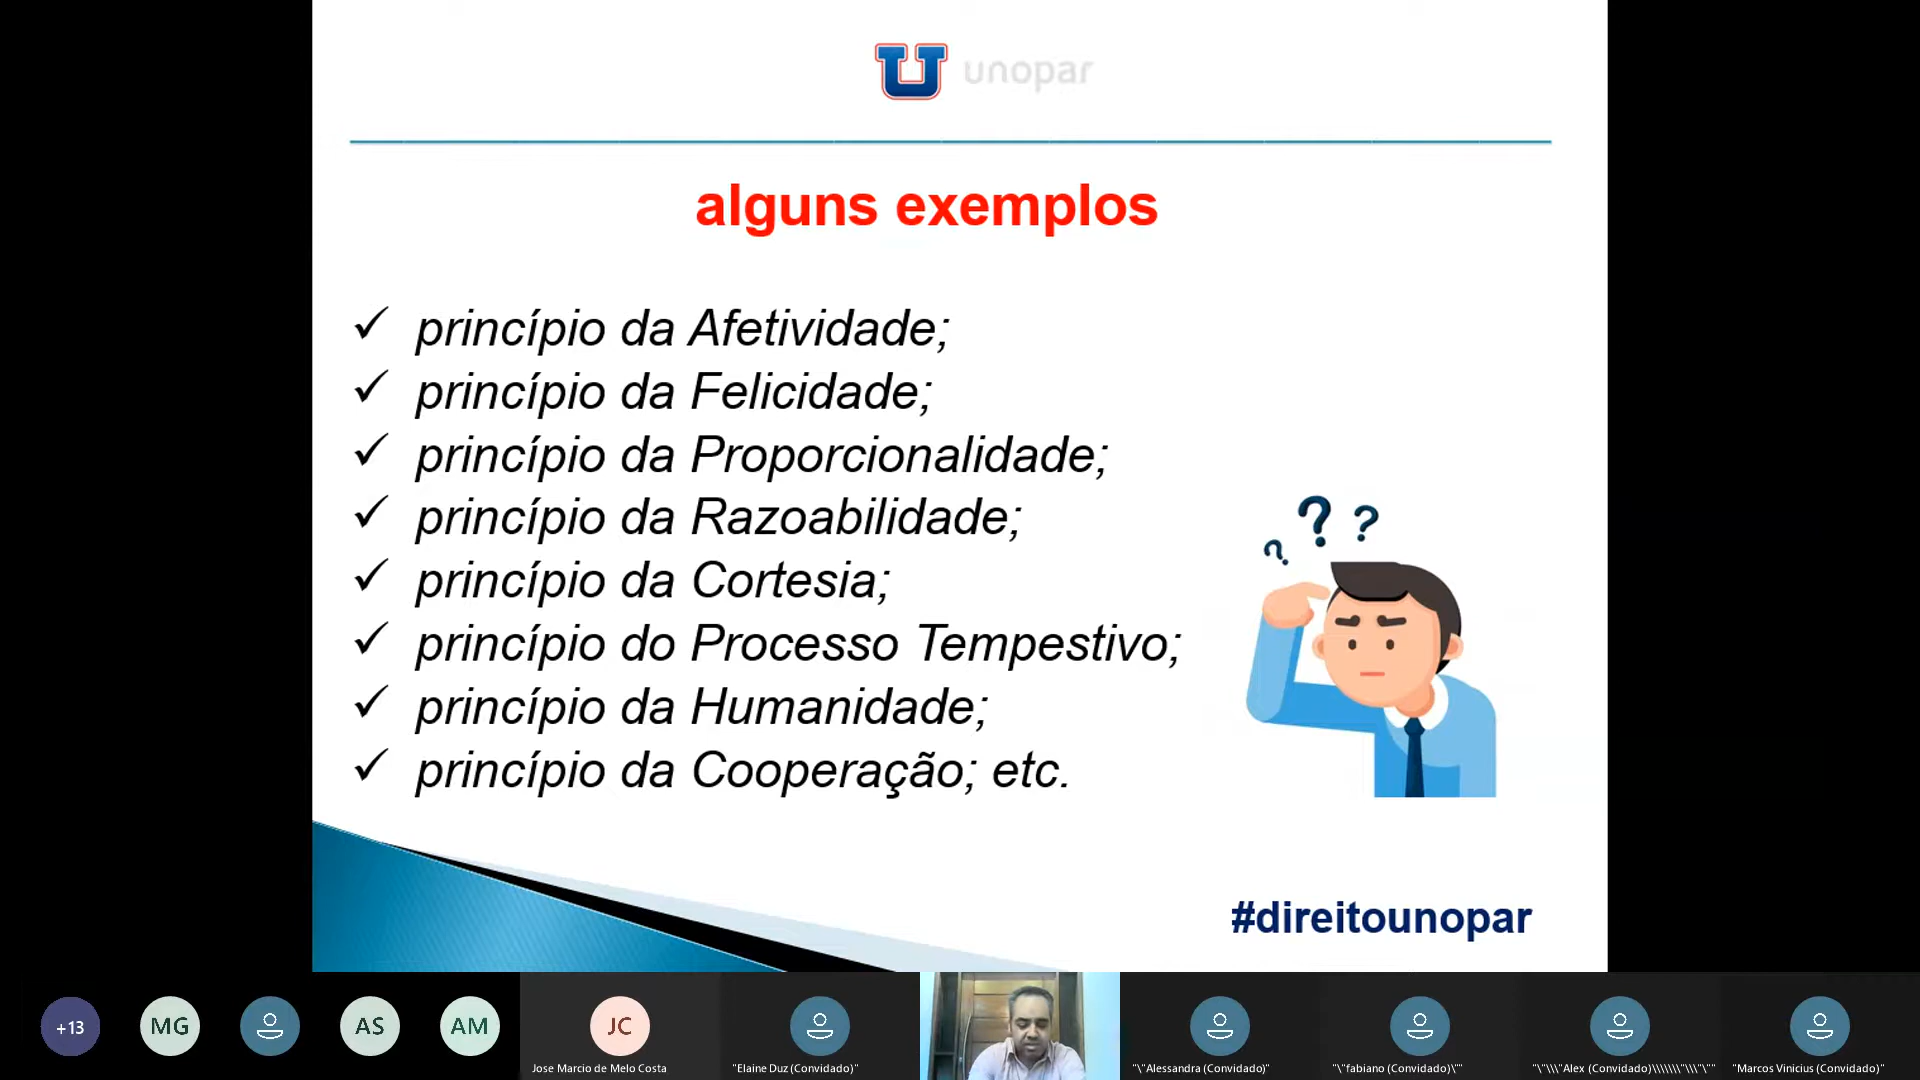 unopar
alguns exemplos
✓ princípio da Afetividade;
✓ princípio da Felicidade;
✓ princípio da Proporcionalidade;
✓ princípio da Razoabilidade;
✓ princípio da Cortesia;
✓ princípio do Processo Tempestivo;
✓ princípio da Humanidade;
✓ princípio da Cooperação; etc.
? ? ?
#direitounopar
+13
MG
AS
AM
JC
Jose Marcio de Melo Costa
"Elaine Duz (Convidado)"
"\"Alessandra (Convidado)"
"\"fabiano (Convidado)\""
"\"\\\"Alex (Convidado)\\\\\\\"\\\"\""
"Marcos Vinicius (Convidado)"